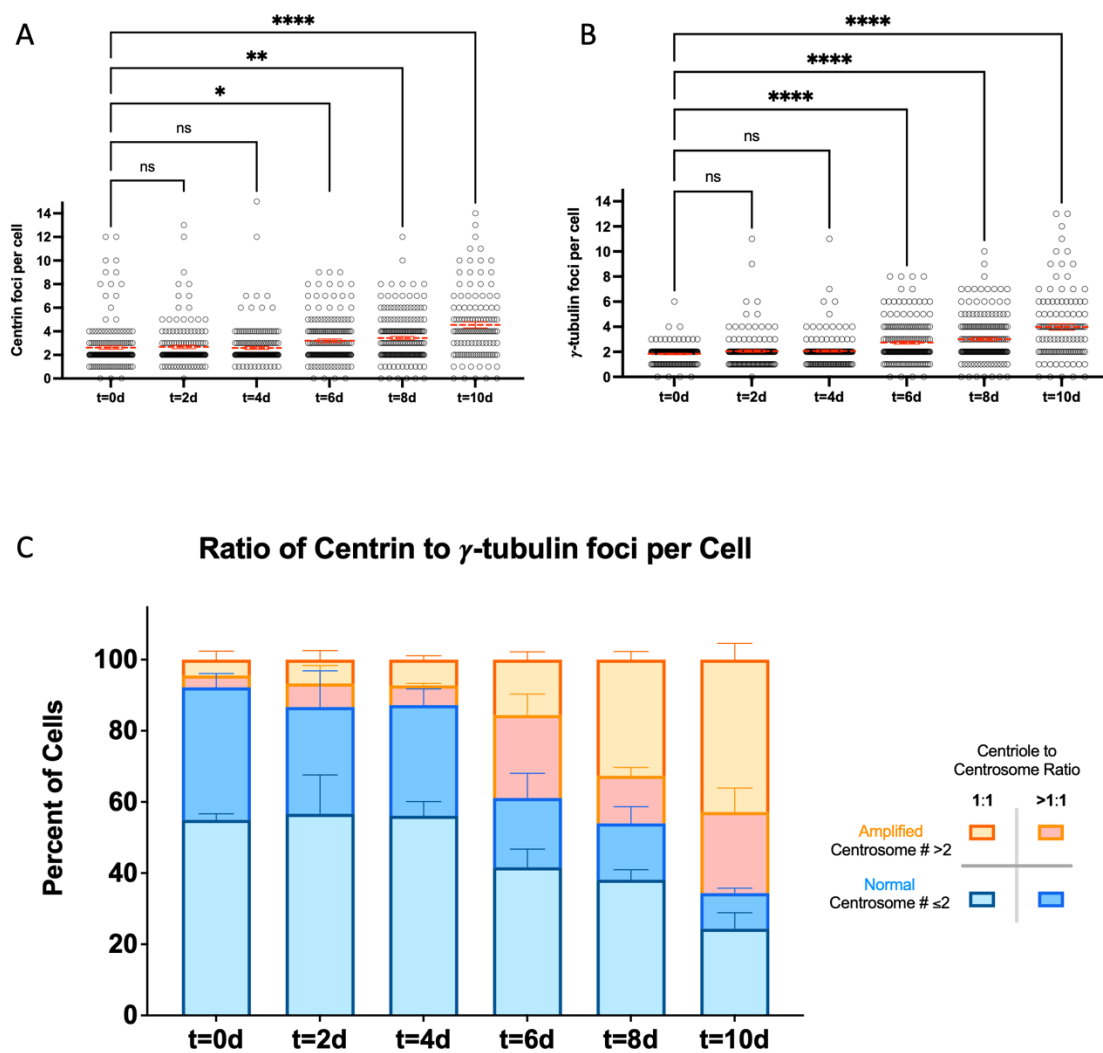 A
****
**
*
ns
ns
Centrin foci per cell
14
12
10
8
6
4
2
0
t=0d t=2d t=4d t=6d t=8d t=10d
B
****
****
****
ns
ns
γ-tubulin foci per cell
14
12
10
8
6
4
2
0
t=0d t=2d t=4d t=6d t=8d t=10d
C
Ratio of Centrin to γ-tubulin foci per Cell
Percent of Cells
100
80
60
40
20
0
t=0d t=2d t=4d t=6d t=8d t=10d
Centriole to
Centrosome Ratio
1:1 >1:1
Amplified
Centrosome # >2
Normal
Centrosome # ≤2